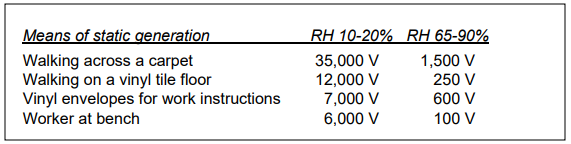 Means of static generation RH 10-20% RH 65-90%
Walking across a carpet 35,000 V 1,500 V
Walking on a vinyl tile floor 12,000 V 250 V
Vinyl envelopes for work instructions 7,000 V 600 V
Worker at bench 6,000 V 100 V